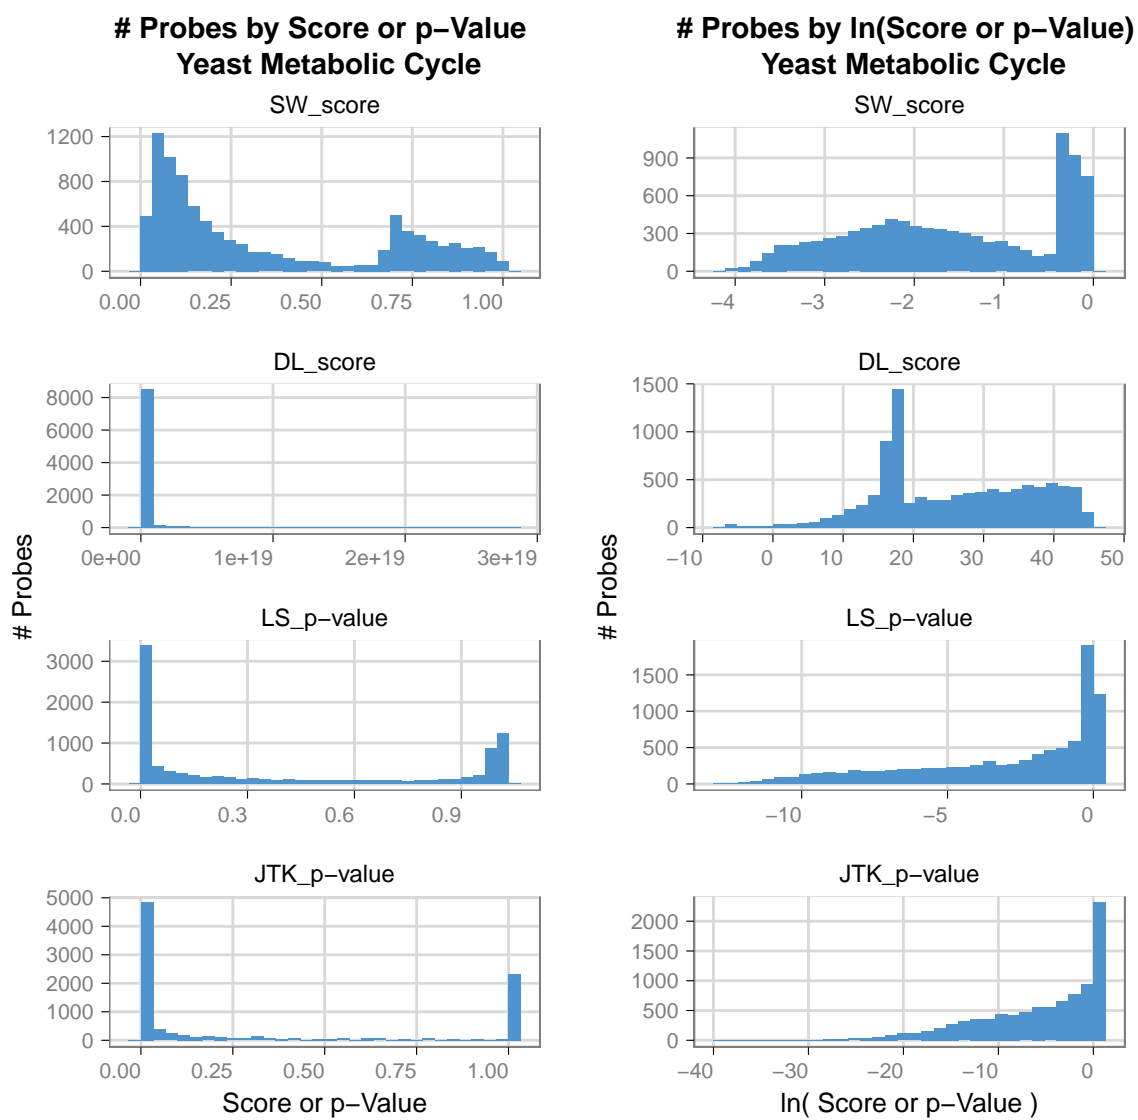 # Probes by Score or p−Value
Yeast Metabolic Cycle
SW_score
1200
800
400
0
0.00 0.25 0.50 0.75 1.00
DL_score
8000
6000
4000
2000
0
0e+00 1e+19 2e+19 3e+19
LS_p−value
3000
2000
1000
0
0.0 0.3 0.6 0.9
JTK_p−value
5000
4000
3000
2000
1000
0
0.00 0.25 0.50 0.75 1.00
# Probes
Score or p−Value
# Probes by ln(Score or p−Value)
Yeast Metabolic Cycle
SW_score
900
600
300
0
−4 −3 −2 −1 0
DL_score
1500
1000
500
0
−10 0 10 20 30 40 50
LS_p−value
1500
1000
500
0
−10 −5 0
JTK_p−value
2000
1500
1000
500
0
−40 −30 −20 −10 0
# Probes
ln( Score or p−Value )